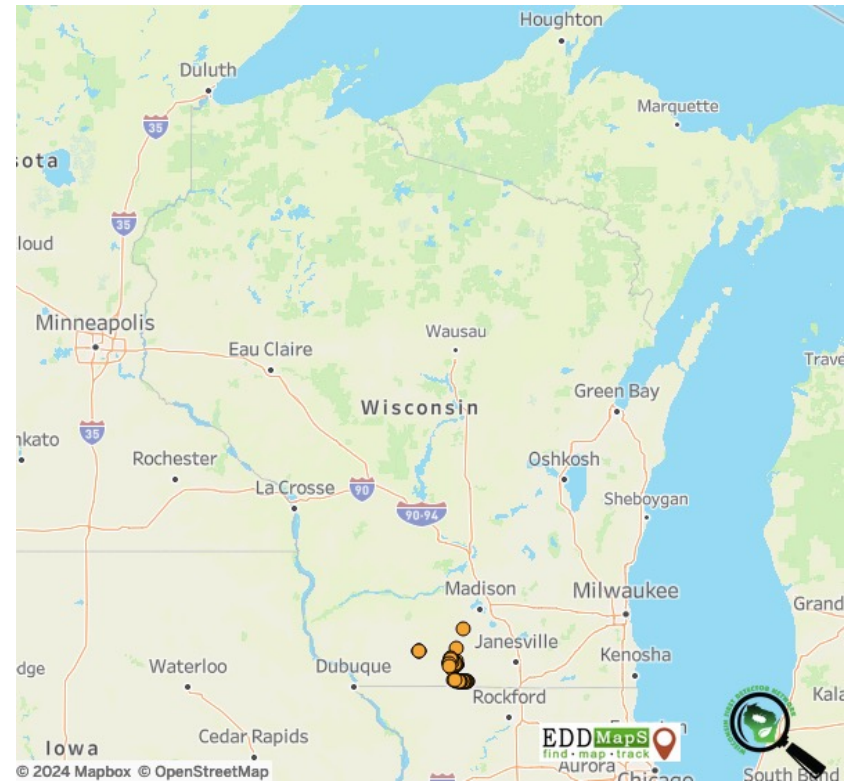 Houghton
Duluth
Marquette
35
sota
35
loud
Minneapolis
Wausau
Eau Claire
Trave
Green Bay
Wisconsin
35
nkato
Rochester
Oshkosh
La Crosse
90
Sheboygan
90-94
Madison
Milwaukee
Grand
Janesville
dge
Waterloo
Dubuque
Kenosha
Kala
Rockford
Cedar Rapids
EDDMapS
find • map • track
Iowa
Aurora
Chicago
South Bend
© 2024 Mapbox © OpenStreetMap